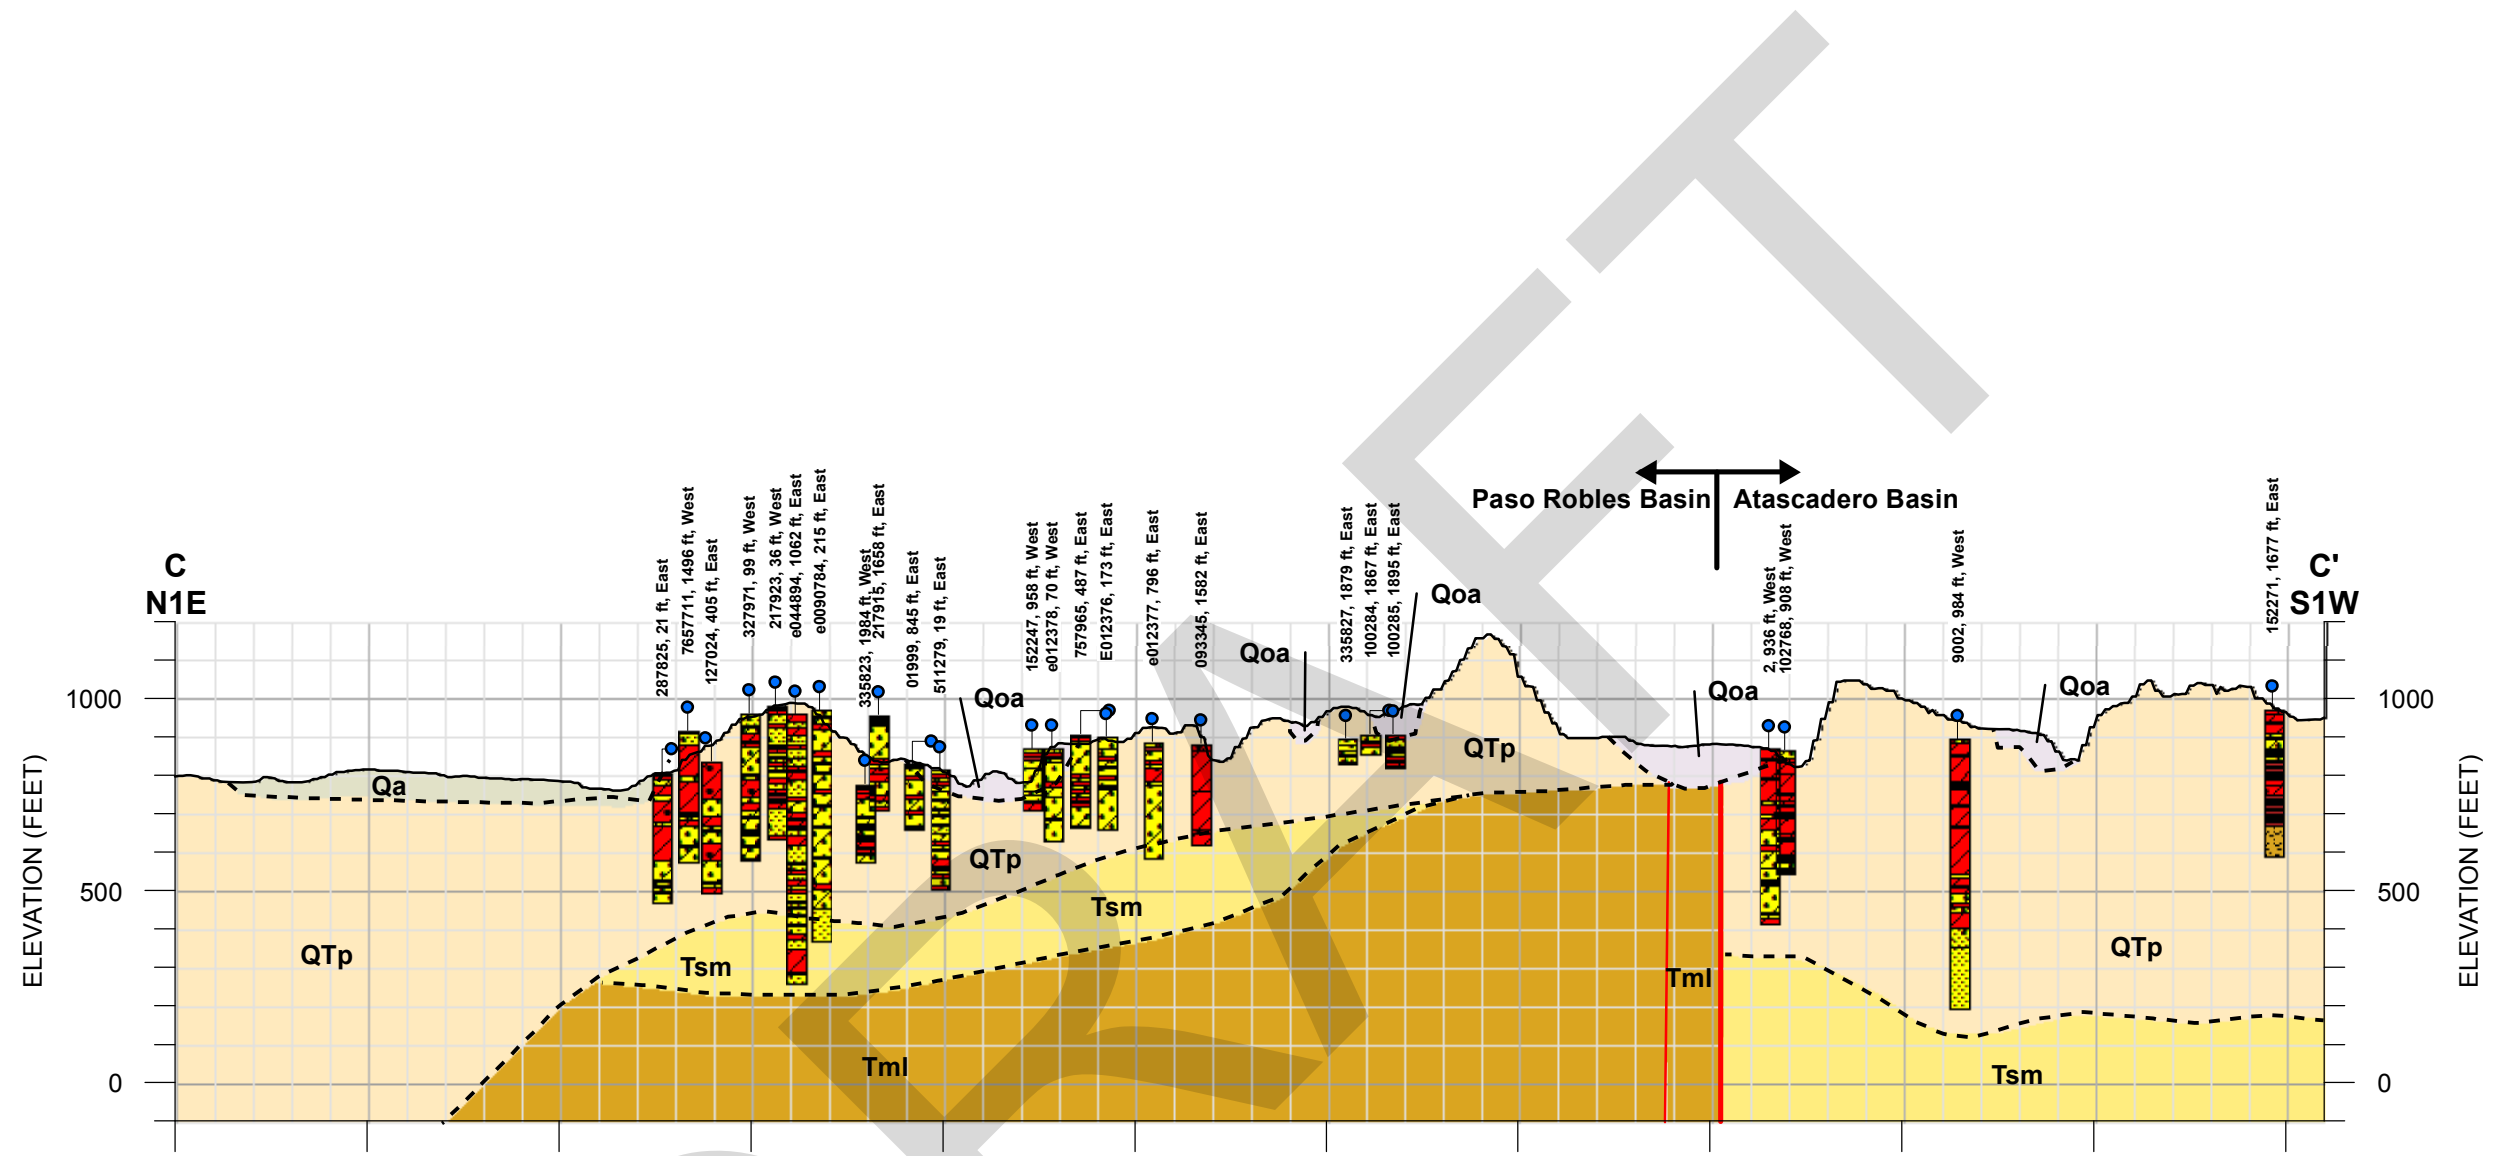 DRAFT
Paso Robles Basin
Atascadero Basin
C
N1E
C'
S1W
287825, 21 ft, East
7657711, 1496 ft, West
127024, 405 ft, East
327971, 99 ft, West
217923, 36 ft, West
e044894, 1062 ft, East
e0090784, 215 ft, East
335823, 1984 ft, West
217915, 1658 ft, East
01999, 845 ft, East
511279, 19 ft, East
152247, 958 ft, West
e012378, 70 ft, West
757965, 487 ft, East
E012376, 173 ft, East
e012377, 796 ft, East
093345, 1582 ft, East
335827, 1879 ft, East
100284, 1867 ft, East
100285, 1895 ft, East
2, 936 ft, West
102768, 908 ft, West
9002, 984 ft, West
152271, 1677 ft, East
Qoa
Qoa
Qoa
Qoa
Qoa
1000
1000
Qa
QTp
QTp
QTp
QTp
Tsm
Tsm
Tsm
Tml
Tml
500
500
0
0
ELEVATION (FEET)
ELEVATION (FEET)